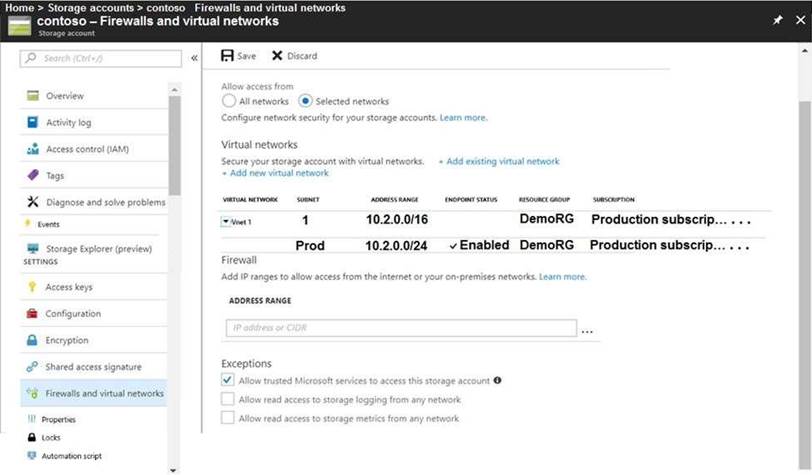 Home > Storage accounts > contoso Firewalls and virtual networks
contoso – Firewalls and virtual networks
Storage account
Search (Ctrl+/)
Overview
Activity log
Access control (IAM)
Tags
Diagnose and solve problems
Events
Storage Explorer (preview)
SETTINGS
Access keys
Configuration
Encryption
Shared access signature
Firewalls and virtual networks
Properties
Locks
Automation script
Save Discard
Allow access from
All networks Selected networks
Configure network security for your storage accounts. Learn more.
Virtual networks
Secure your storage account with virtual networks. + Add existing virtual network
+ Add new virtual network
VIRTUAL NETWORK SUBNET ADDRESS RANGE ENDPOINT STATUS RESOURCE GROUP SUBSCRIPTION
Vnet 1 1 10.2.0.0/16 DemoRG Production subscrip... ...
Prod 10.2.0.0/24 Enabled DemoRG Production subscrip... ...
Firewall
Add IP ranges to allow access from the internet or your on-premises networks. Learn more.
ADDRESS RANGE
IP address or CIDR ...
Exceptions
Allow trusted Microsoft services to access this storage account
Allow read access to storage logging from any network
Allow read access to storage metrics from any network